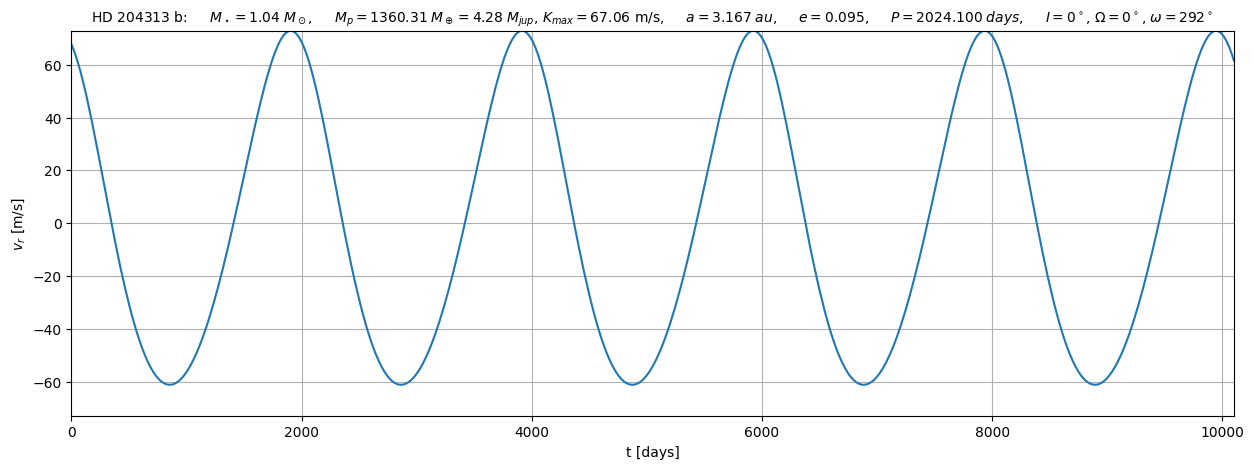 HD 204313 b: M⋆ = 1.04 M⊙, Mp = 1360.31 M⊕ = 4.28 Mjup, Kmax = 67.06 m/s, a = 3.167 au, e = 0.095, P = 2024.100 days, I = 0°, Ω = 0°, ω = 292°
60
40
20
0
−20
−40
−60
vr [m/s]
0 2000 4000 6000 8000 10000
t [days]